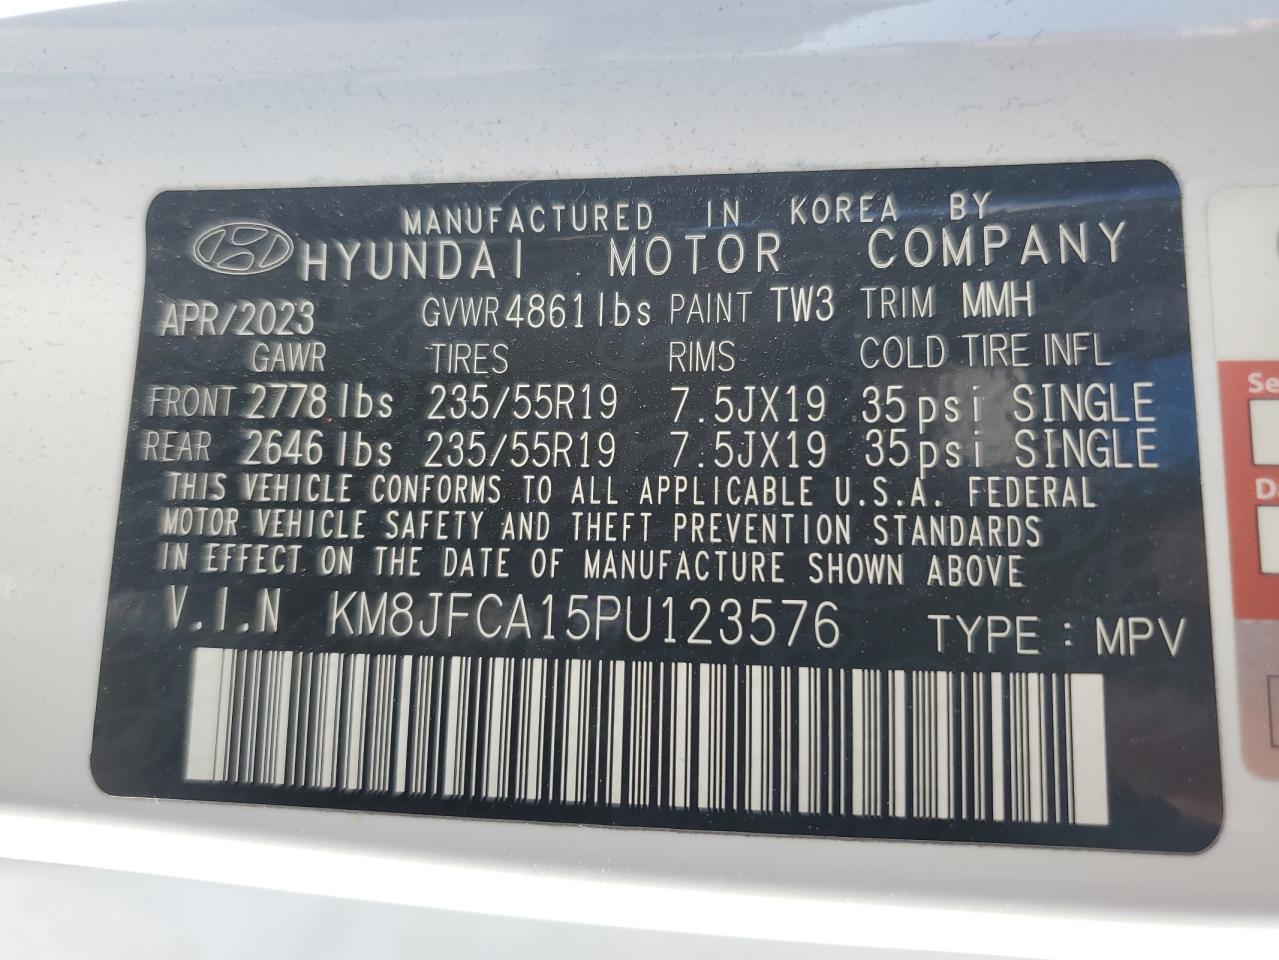 MANUFACTURED IN KOREA BY
HYUNDAI MOTOR COMPANY
APR/2023 GVWR 4861 lbs PAINT TW3 TRIM MMH
GAWR TIRES RIMS COLD TIRE INFL
FRONT 2778 lbs 235/55R19 7.5JX19 35psi SINGLE
REAR 2646 lbs 235/55R19 7.5JX19 35psi SINGLE
THIS VEHICLE CONFORMS TO ALL APPLICABLE U.S.A. FEDERAL
MOTOR VEHICLE SAFETY AND THEFT PREVENTION STANDARDS
IN EFFECT ON THE DATE OF MANUFACTURE SHOWN ABOVE
V.I.N KM8JFCA15PU123576 TYPE : MPV
Se
D